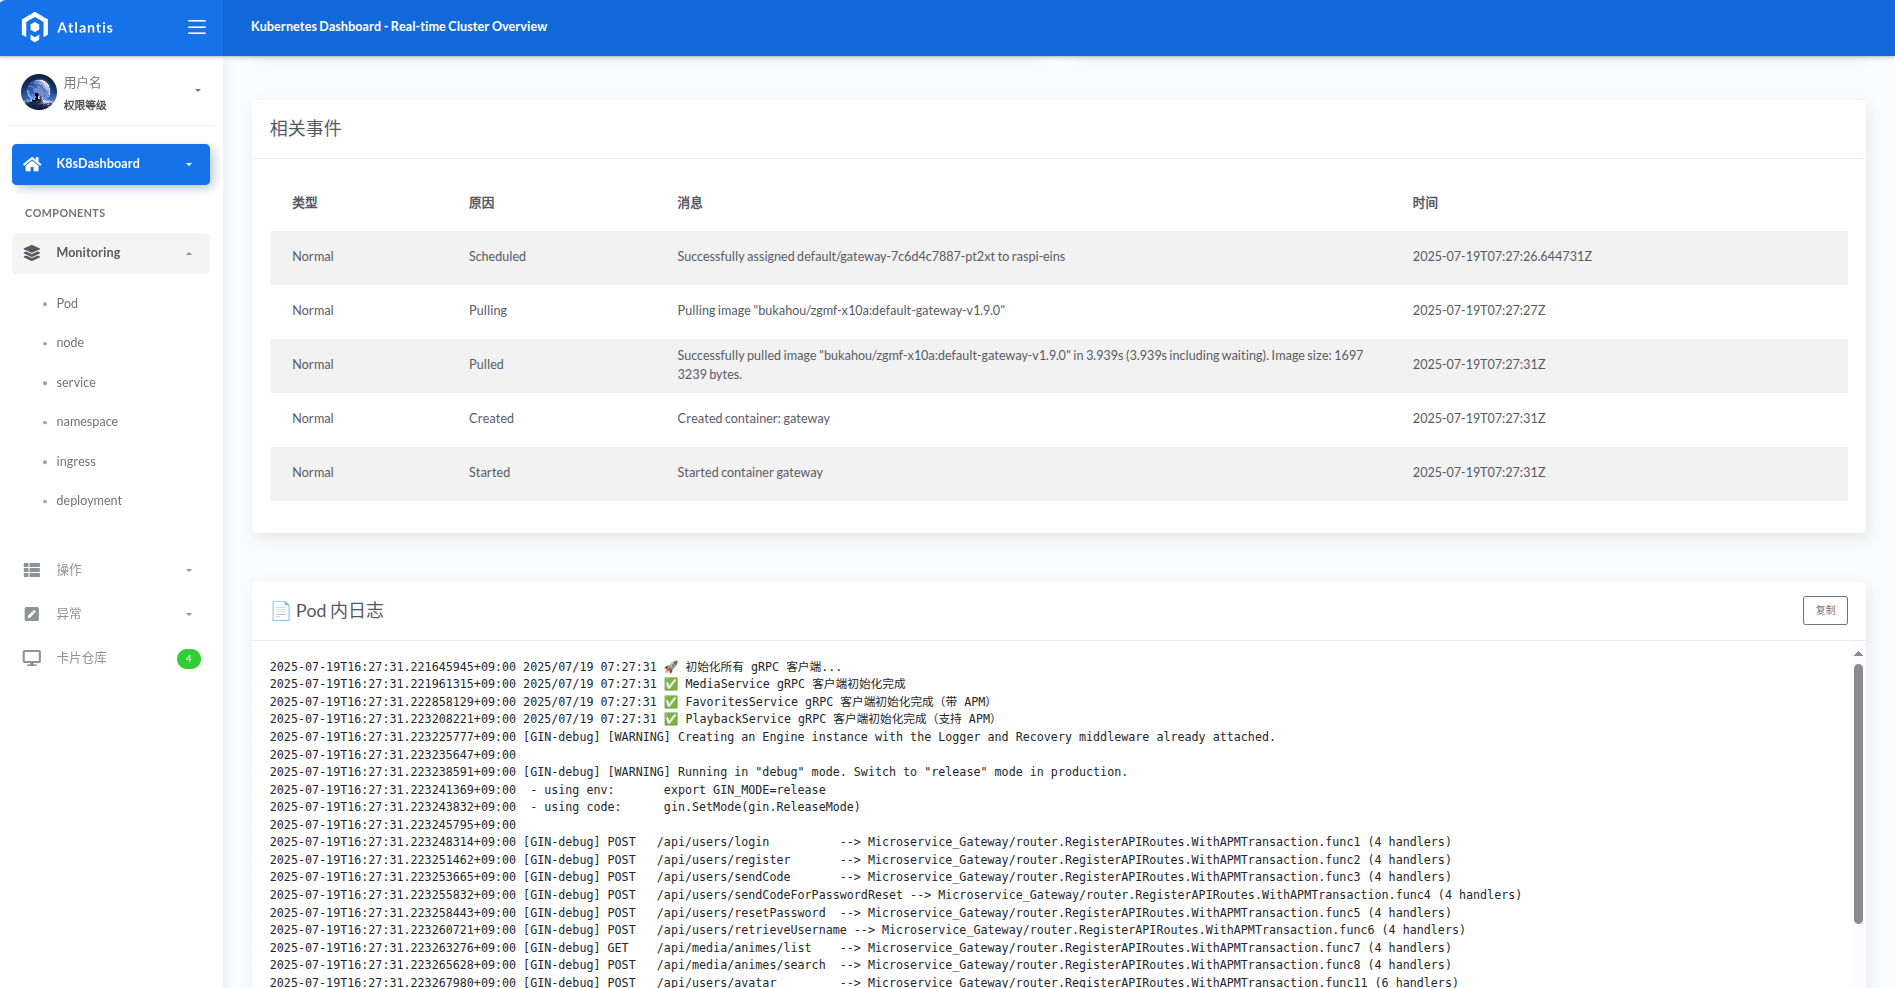 Atlantis
Kubernetes Dashboard - Real-time Cluster Overview
用户名
权限等级
K8sDashboard
COMPONENTS
Monitoring
Pod
node
service
namespace
ingress
deployment
操作
异常
卡片仓库 4
相关事件
类型 原因 消息 时间
Normal Scheduled Successfully assigned default/gateway-7c6d4c7887-pt2xt to raspi-eins 2025-07-19T07:27:26.644731Z
Normal Pulling Pulling image "bukahou/zgmf-x10a:default-gateway-v1.9.0" 2025-07-19T07:27:27Z
Normal Pulled Successfully pulled image "bukahou/zgmf-x10a:default-gateway-v1.9.0" in 3.939s (3.939s including waiting). Image size: 1697
3239 bytes. 2025-07-19T07:27:31Z
Normal Created Created container: gateway 2025-07-19T07:27:31Z
Normal Started Started container gateway 2025-07-19T07:27:31Z
📄 Pod 内日志 复制
2025-07-19T16:27:31.221645945+09:00 2025/07/19 07:27:31 🚀 初始化所有 gRPC 客户端...
2025-07-19T16:27:31.221961315+09:00 2025/07/19 07:27:31 ✅ MediaService gRPC 客户端初始化完成
2025-07-19T16:27:31.222858129+09:00 2025/07/19 07:27:31 ✅ FavoritesService gRPC 客户端初始化完成（带 APM）
2025-07-19T16:27:31.223208221+09:00 2025/07/19 07:27:31 ✅ PlaybackService gRPC 客户端初始化完成（支持 APM）
2025-07-19T16:27:31.223225777+09:00 [GIN-debug] [WARNING] Creating an Engine instance with the Logger and Recovery middleware already attached.
2025-07-19T16:27:31.223235647+09:00
2025-07-19T16:27:31.223238591+09:00 [GIN-debug] [WARNING] Running in "debug" mode. Switch to "release" mode in production.
2025-07-19T16:27:31.223241369+09:00  - using env:       export GIN_MODE=release
2025-07-19T16:27:31.223243832+09:00  - using code:      gin.SetMode(gin.ReleaseMode)
2025-07-19T16:27:31.223245795+09:00
2025-07-19T16:27:31.223248314+09:00 [GIN-debug] POST   /api/users/login          --> Microservice_Gateway/router.RegisterAPIRoutes.WithAPMTransaction.func1 (4 handlers)
2025-07-19T16:27:31.223251462+09:00 [GIN-debug] POST   /api/users/register       --> Microservice_Gateway/router.RegisterAPIRoutes.WithAPMTransaction.func2 (4 handlers)
2025-07-19T16:27:31.223253665+09:00 [GIN-debug] POST   /api/users/sendCode       --> Microservice_Gateway/router.RegisterAPIRoutes.WithAPMTransaction.func3 (4 handlers)
2025-07-19T16:27:31.223255832+09:00 [GIN-debug] POST   /api/users/sendCodeForPasswordReset --> Microservice_Gateway/router.RegisterAPIRoutes.WithAPMTransaction.func4 (4 handlers)
2025-07-19T16:27:31.223258443+09:00 [GIN-debug] POST   /api/users/resetPassword  --> Microservice_Gateway/router.RegisterAPIRoutes.WithAPMTransaction.func5 (4 handlers)
2025-07-19T16:27:31.223260721+09:00 [GIN-debug] POST   /api/users/retrieveUsername --> Microservice_Gateway/router.RegisterAPIRoutes.WithAPMTransaction.func6 (4 handlers)
2025-07-19T16:27:31.223263276+09:00 [GIN-debug] GET    /api/media/animes/list    --> Microservice_Gateway/router.RegisterAPIRoutes.WithAPMTransaction.func7 (4 handlers)
2025-07-19T16:27:31.223265628+09:00 [GIN-debug] POST   /api/media/animes/search  --> Microservice_Gateway/router.RegisterAPIRoutes.WithAPMTransaction.func8 (4 handlers)
2025-07-19T16:27:31.223267980+09:00 [GIN-debug] POST   /api/users/avatar         --> Microservice_Gateway/router.RegisterAPIRoutes.WithAPMTransaction.func11 (6 handlers)